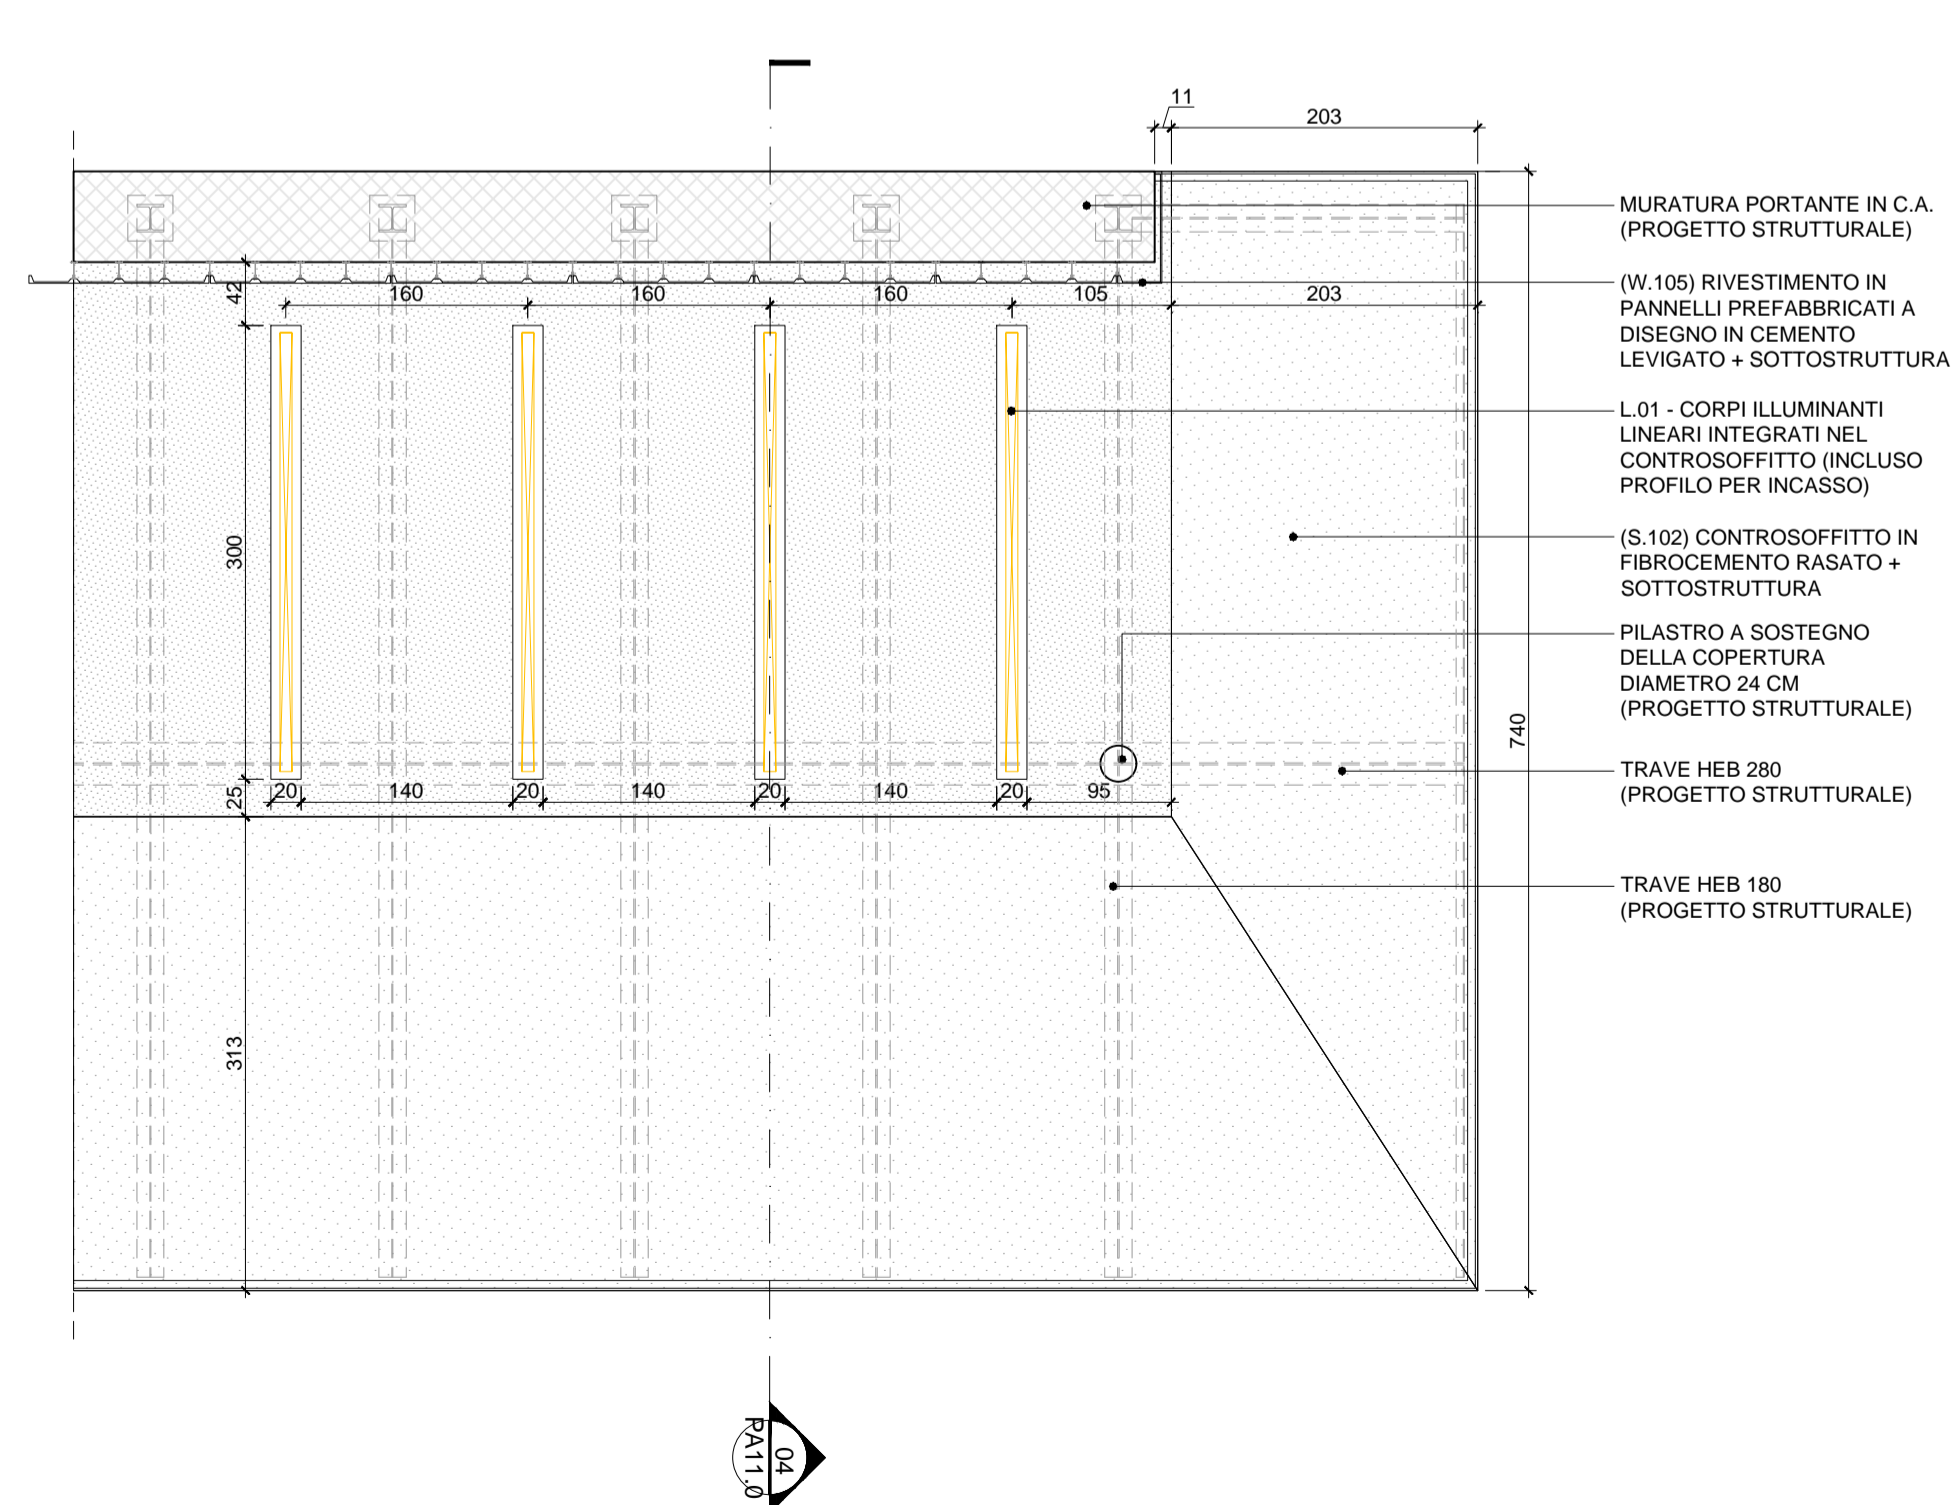 11
203
MURATURA PORTANTE IN C.A.
(PROGETTO STRUTTURALE)
(W.105) RIVESTIMENTO IN
PANNELLI PREFABBRICATI A
DISEGNO IN CEMENTO
LEVIGATO + SOTTOSTRUTTURA
42
160
160
160
105
203
L.01 - CORPI ILLUMINANTI
LINEARI INTEGRATI NEL
CONTROSOFFITTO (INCLUSO
PROFILO PER INCASSO)
300
(S.102) CONTROSOFFITTO IN
FIBROCEMENTO RASATO +
SOTTOSTRUTTURA
PILASTRO A SOSTEGNO
DELLA COPERTURA
DIAMETRO 24 CM
(PROGETTO STRUTTURALE)
740
TRAVE HEB 280
(PROGETTO STRUTTURALE)
25
20
140
20
140
20
140
20
95
TRAVE HEB 180
(PROGETTO STRUTTURALE)
313
04
PA11.0